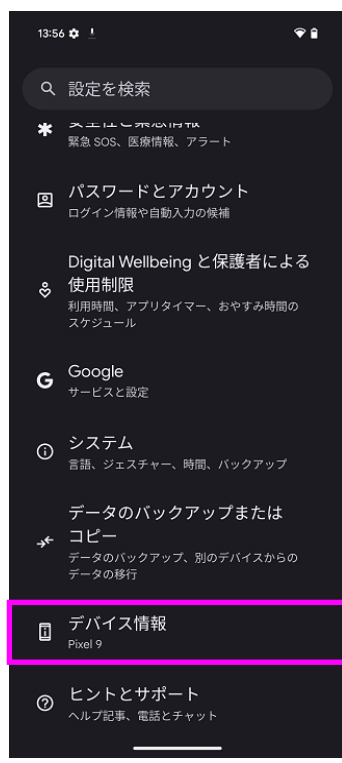 13:56
設定を検索
安全性と緊急情報
緊急 SOS、医療情報、アラート
パスワードとアカウント
ログイン情報や自動入力の候補
Digital Wellbeing と保護者による
使用制限
利用時間、アプリタイマー、おやすみ時間の
スケジュール
Google
サービスと設定
システム
言語、ジェスチャー、時間、バックアップ
データのバックアップまたは
コピー
データのバックアップ、別のデバイスからの
データの移行
デバイス情報
Pixel 9
ヒントとサポート
ヘルプ記事、電話とチャット